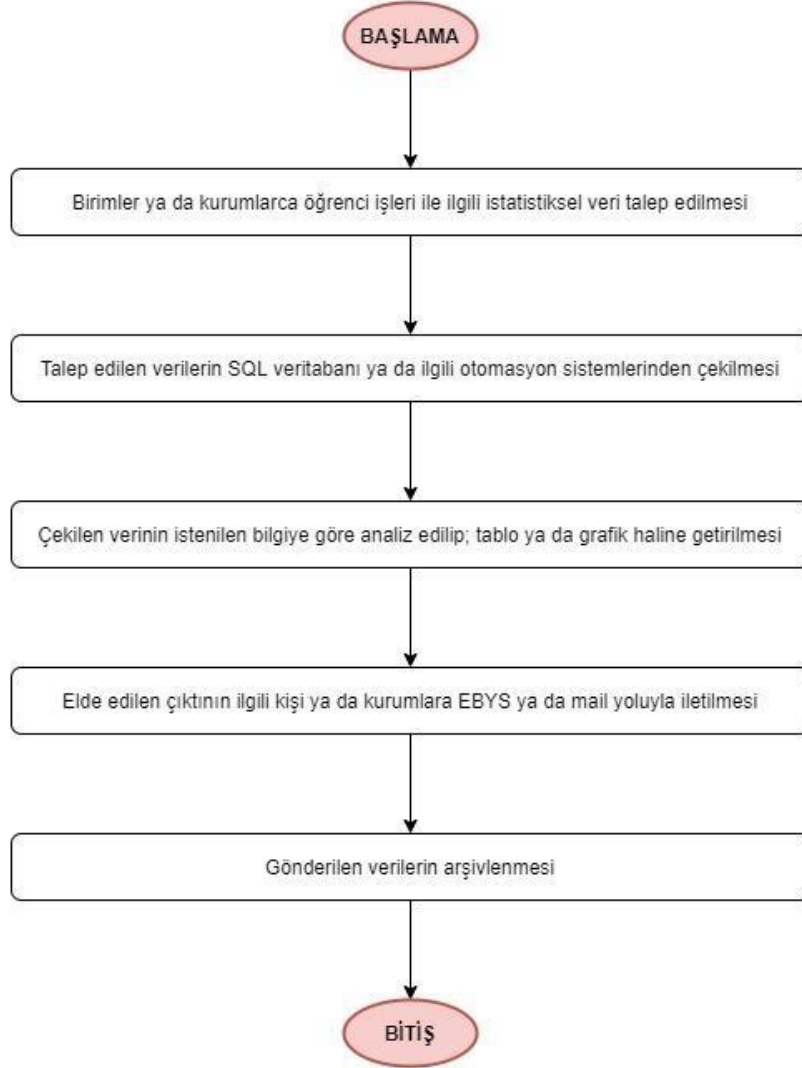 BAŞLAMA
Birimler ya da kurumlarca öğrenci işleri ile ilgili istatistiksel veri talep edilmesi
Talep edilen verilerin SQL veritabanı ya da ilgili otomasyon sistemlerinden çekilmesi
Çekilen verinin istenilen bilgiye göre analiz edilip; tablo ya da grafik haline getirilmesi
Elde edilen çıktının ilgili kişi ya da kurumlara EBYS ya da mail yoluyla iletilmesi
Gönderilen verilerin arşivlenmesi
BİTİŞ